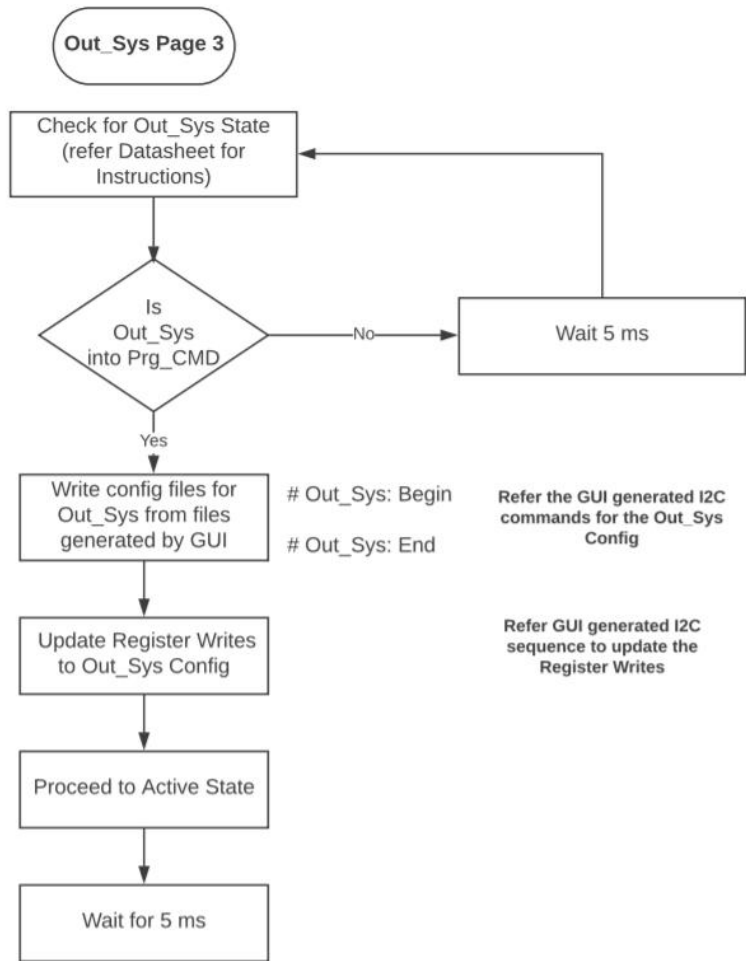 Out_Sys Page 3
Check for Out_Sys State
(refer Datasheet for
Instructions)
Is
Out_Sys
into Prg_CMD
No
Wait 5 ms
Yes
Write config files for
Out_Sys from files
generated by GUI
# Out_Sys: Begin
# Out_Sys: End
Refer the GUI generated I2C
commands for the Out_Sys
Config
Update Register Writes
to Out_Sys Config
Refer GUI generated I2C
sequence to update the
Register Writes
Proceed to Active State
Wait for 5 ms